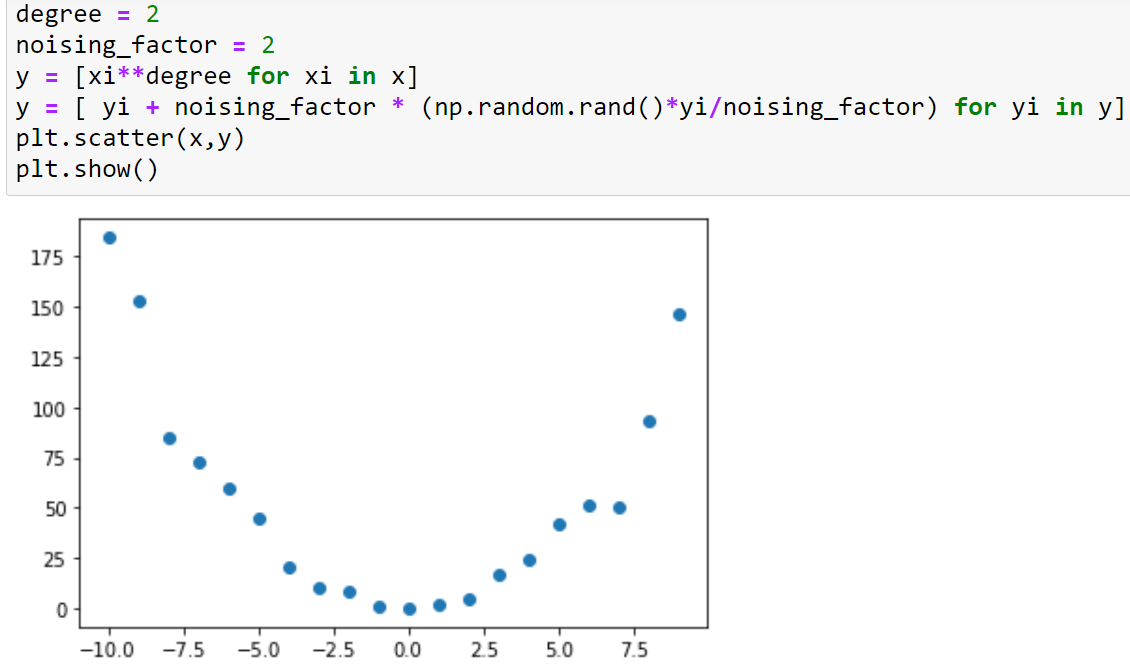 degree = 2
noising_factor = 2
y = [xi**degree for xi in x]
y = [ yi + noising_factor * (np.random.rand()*yi/noising_factor) for yi in y]
plt.scatter(x,y)
plt.show()
175
150
125
100
75
50
25
0
−10.0 −7.5 −5.0 −2.5 0.0 2.5 5.0 7.5